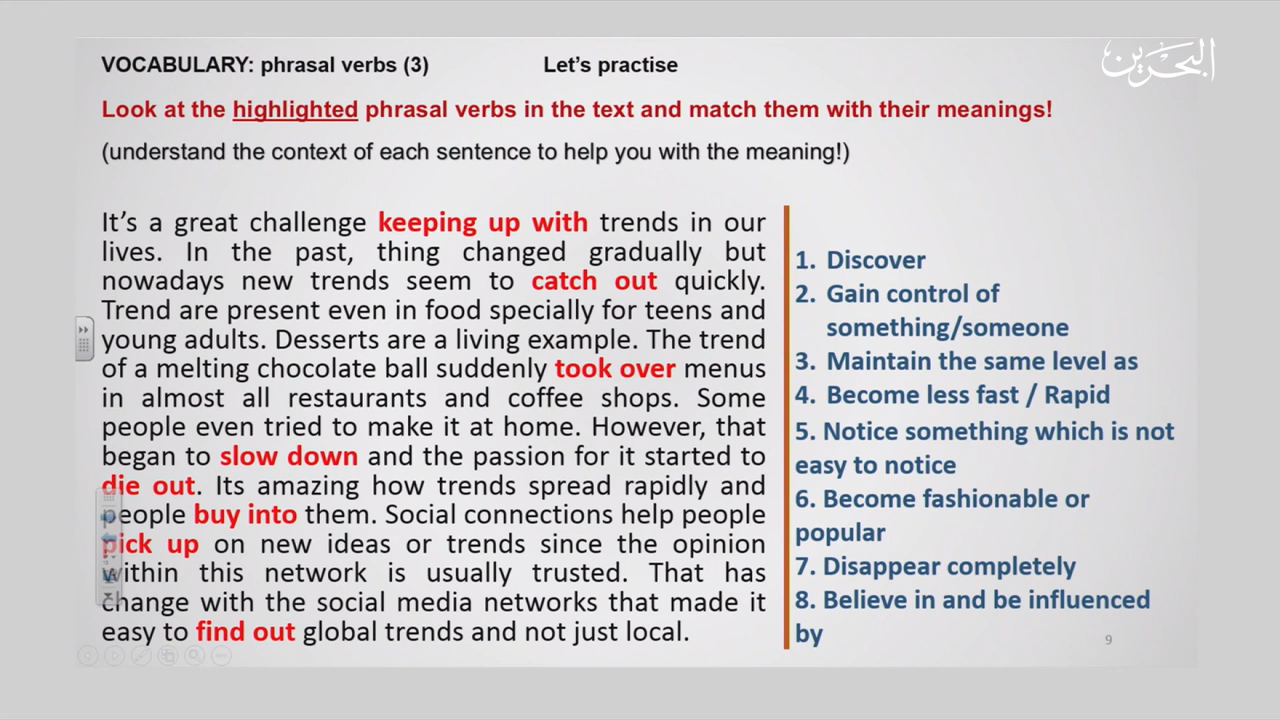 VOCABULARY: phrasal verbs (3) Let's practise
البحرين
Look at the highlighted phrasal verbs in the text and match them with their meanings!
(understand the context of each sentence to help you with the meaning!)
It's a great challenge keeping up with trends in our
lives. In the past, thing changed gradually but
nowadays new trends seem to catch out quickly.
Trend are present even in food specially for teens and
young adults. Desserts are a living example. The trend
of a melting chocolate ball suddenly took over menus
in almost all restaurants and coffee shops. Some
people even tried to make it at home. However, that
began to slow down and the passion for it started to
die out. Its amazing how trends spread rapidly and
people buy into them. Social connections help people
pick up on new ideas or trends since the opinion
within this network is usually trusted. That has
change with the social media networks that made it
easy to find out global trends and not just local.
1. Discover
2. Gain control of
something/someone
3. Maintain the same level as
4. Become less fast / Rapid
5. Notice something which is not
easy to notice
6. Become fashionable or
popular
7. Disappear completely
8. Believe in and be influenced
by
9